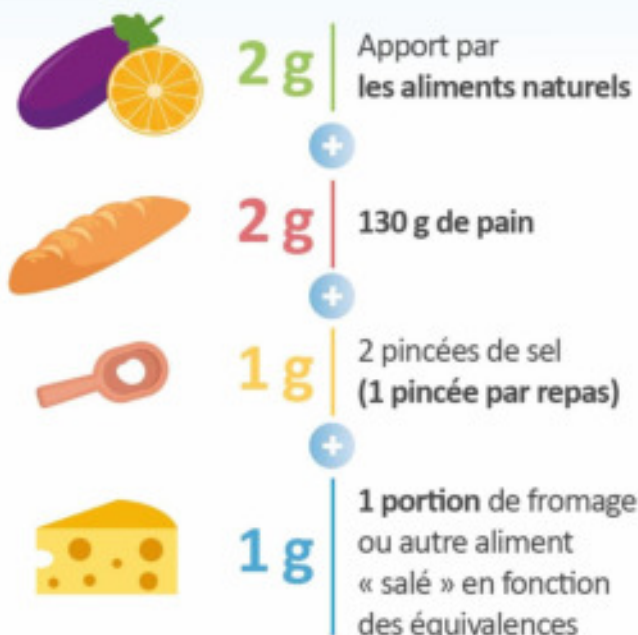 2 g
Apport par
les aliments naturels
+
2 g
130 g de pain
+
1 g
2 pincées de sel
(1 pincée par repas)
+
1 g
1 portion de fromage
ou autre aliment
« salé » en fonction
des équivalences